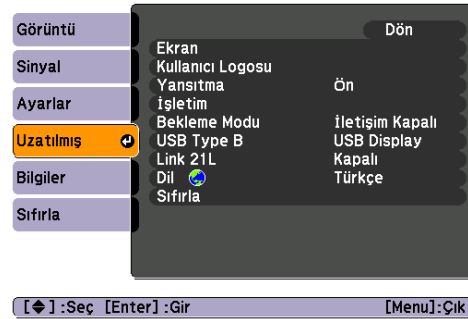 Görüntü
Sinyal
Ayarlar
Uzatılmış
Bilgiler
Sıfırla
Dön
Ekran
Kullanıcı Logosu
Yansıtma Ön
İşletim
Bekleme Modu İletişim Kapalı
USB Type B USB Display
Link 21L Kapalı
Dil Türkçe
Sıfırla
[◆] :Seç [Enter] :Gir [Menu]:Çık